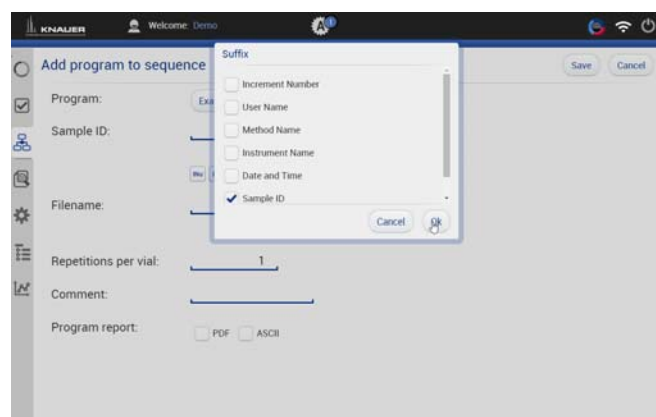 KNAUER Welcome: Demo A
Suffix
Add program to sequence Save Cancel
Increment Number
Program: Exa
User Name
Sample ID: Method Name
Instrument Name
Date and Time
Filename: Sample ID
Cancel Ok
Repetitions per vial: 1
Comment:
Program report: PDF ASCII